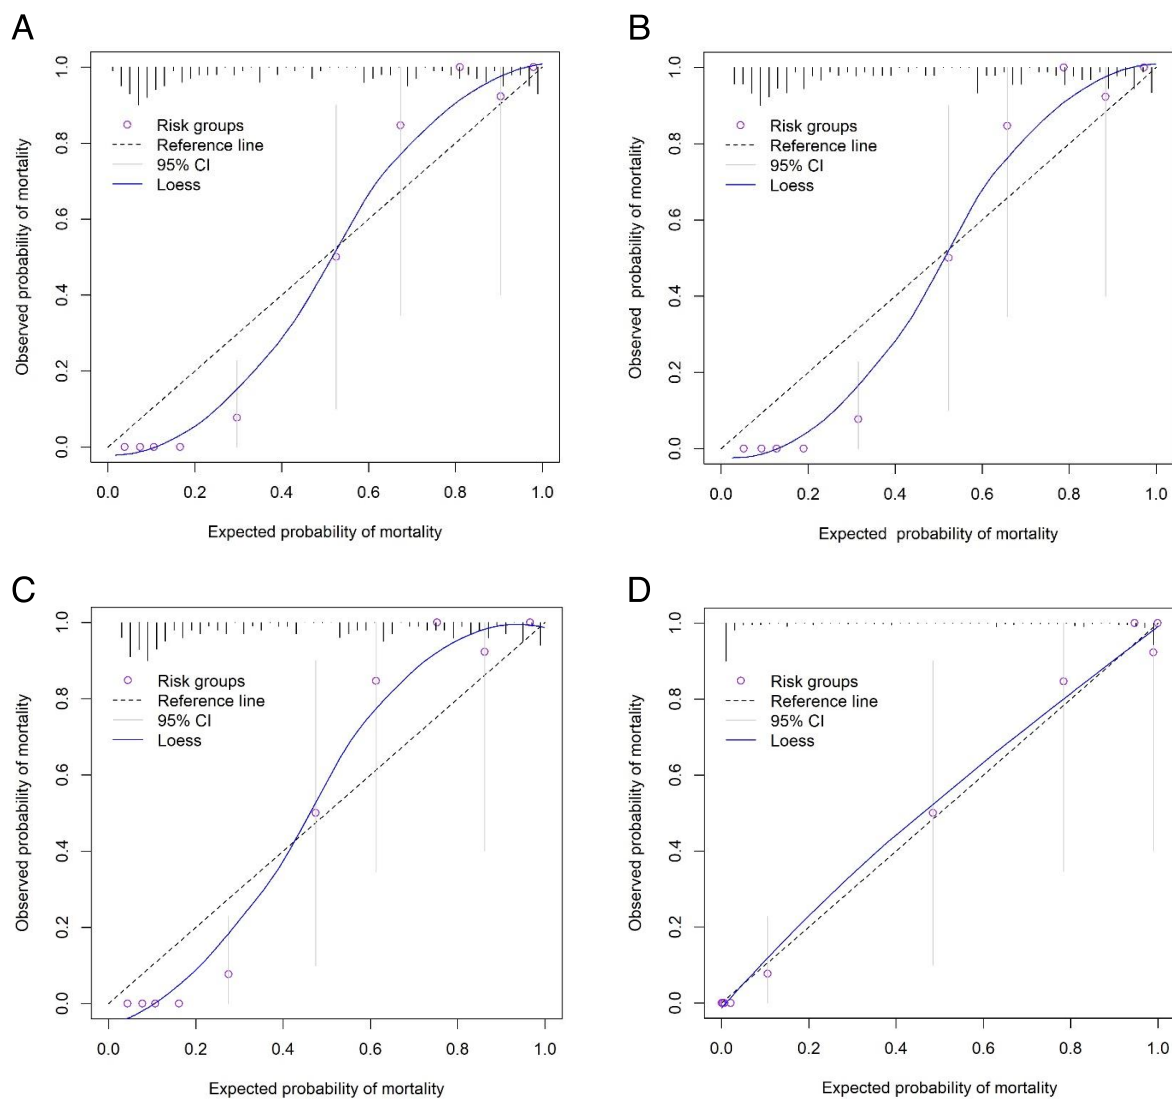 A
Observed probability of mortality
1.0
0.8
0.6
0.4
0.2
0.0
Risk groups
Reference line
95% CI
Loess
0.0 0.2 0.4 0.6 0.8 1.0
Expected probability of mortality
B
Observed  probability of mortality
1.0
0.8
0.6
0.4
0.2
0.0
Risk groups
Reference line
95% CI
Loess
0.0 0.2 0.4 0.6 0.8 1.0
Expected  probability of mortality
C
Observed probability of mortality
1.0
0.8
0.6
0.4
0.2
0.0
Risk groups
Reference line
95% CI
Loess
0.0 0.2 0.4 0.6 0.8 1.0
Expected probability of mortality
D
Observed probability of mortality
1.0
0.8
0.6
0.4
0.2
0.0
Risk groups
Reference line
95% CI
Loess
0.0 0.2 0.4 0.6 0.8 1.0
Expected probability of mortality